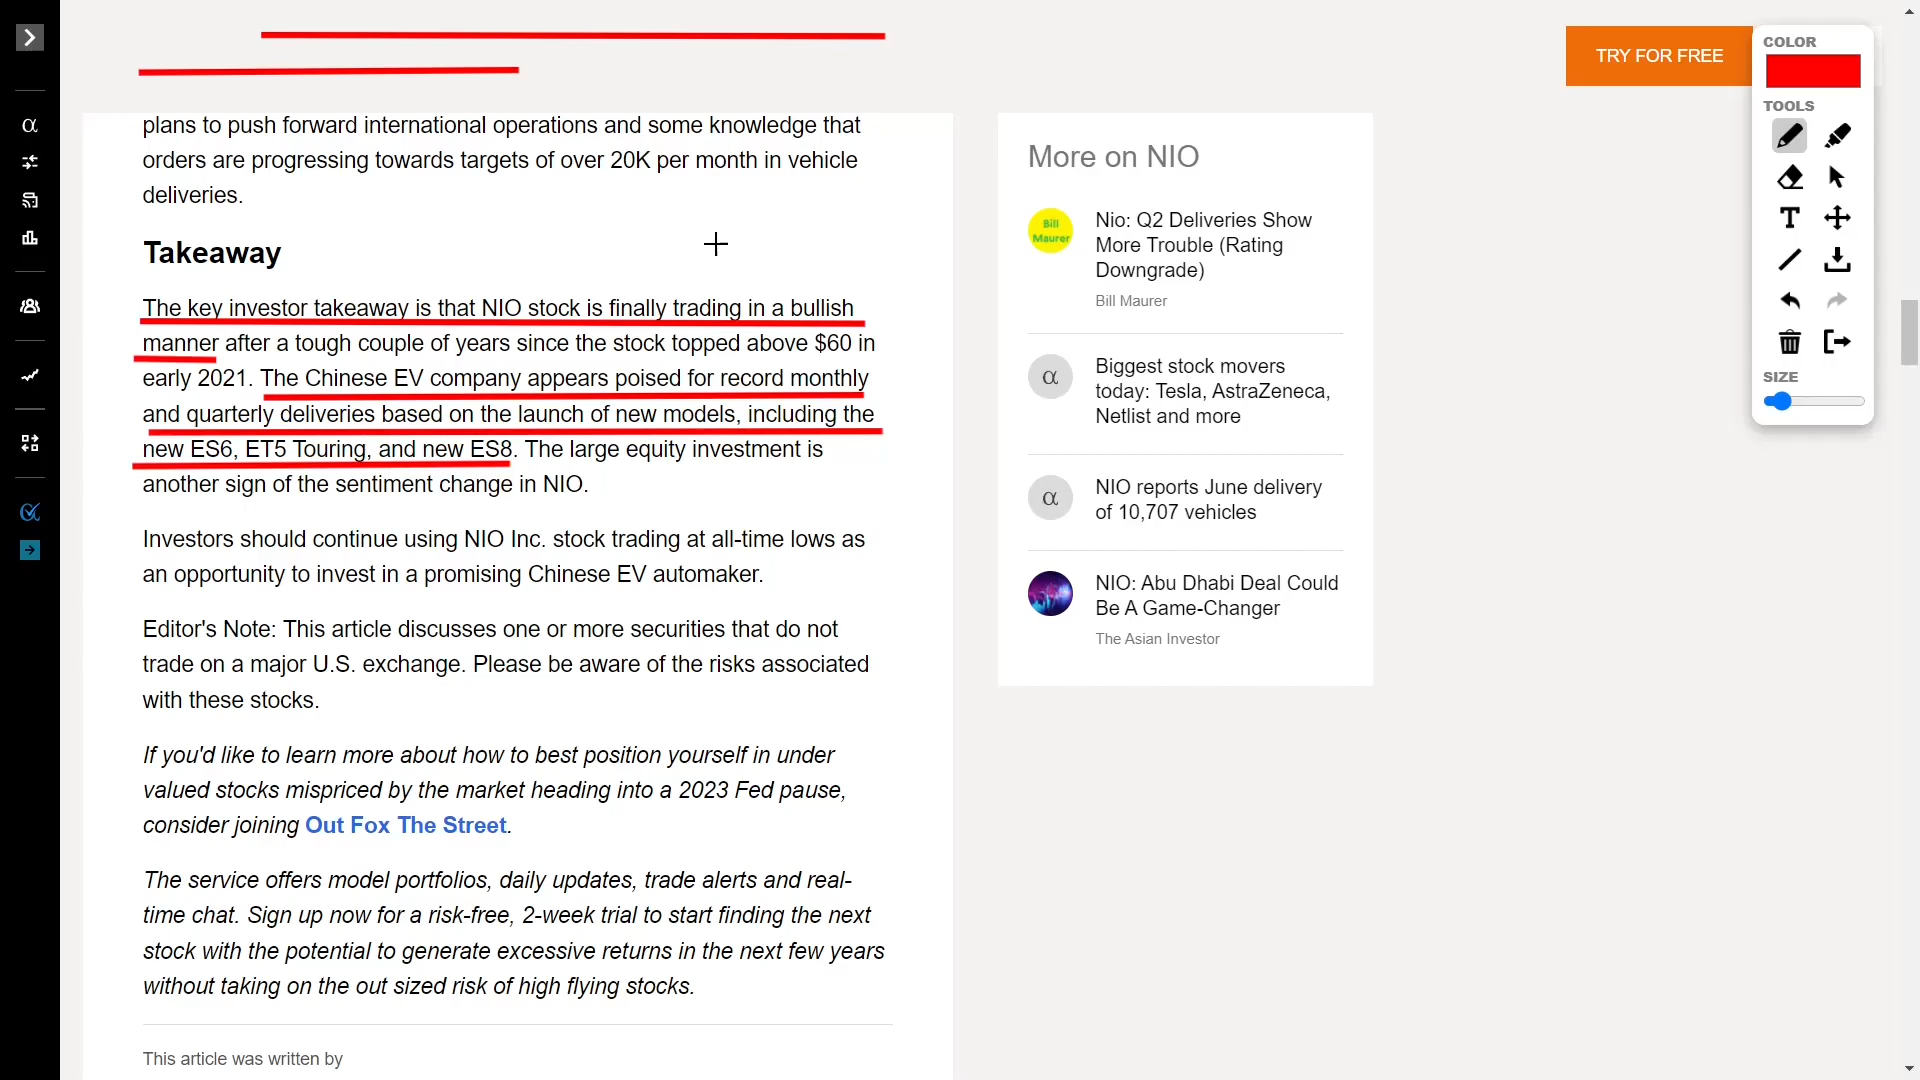 TRY FOR FREE
COLOR
TOOLS
SIZE
plans to push forward international operations and some knowledge that
orders are progressing towards targets of over 20K per month in vehicle
deliveries.
Takeaway
The key investor takeaway is that NIO stock is finally trading in a bullish
manner after a tough couple of years since the stock topped above $60 in
early 2021. The Chinese EV company appears poised for record monthly
and quarterly deliveries based on the launch of new models, including the
new ES6, ET5 Touring, and new ES8. The large equity investment is
another sign of the sentiment change in NIO.
Investors should continue using NIO Inc. stock trading at all-time lows as
an opportunity to invest in a promising Chinese EV automaker.
Editor's Note: This article discusses one or more securities that do not
trade on a major U.S. exchange. Please be aware of the risks associated
with these stocks.
If you'd like to learn more about how to best position yourself in under
valued stocks mispriced by the market heading into a 2023 Fed pause,
consider joining Out Fox The Street.
The service offers model portfolios, daily updates, trade alerts and real-
time chat. Sign up now for a risk-free, 2-week trial to start finding the next
stock with the potential to generate excessive returns in the next few years
without taking on the out sized risk of high flying stocks.
This article was written by
More on NIO
Bill
Maurer
Nio: Q2 Deliveries Show
More Trouble (Rating
Downgrade)
Bill Maurer
α
Biggest stock movers
today: Tesla, AstraZeneca,
Netlist and more
α
NIO reports June delivery
of 10,707 vehicles
NIO: Abu Dhabi Deal Could
Be A Game-Changer
The Asian Investor